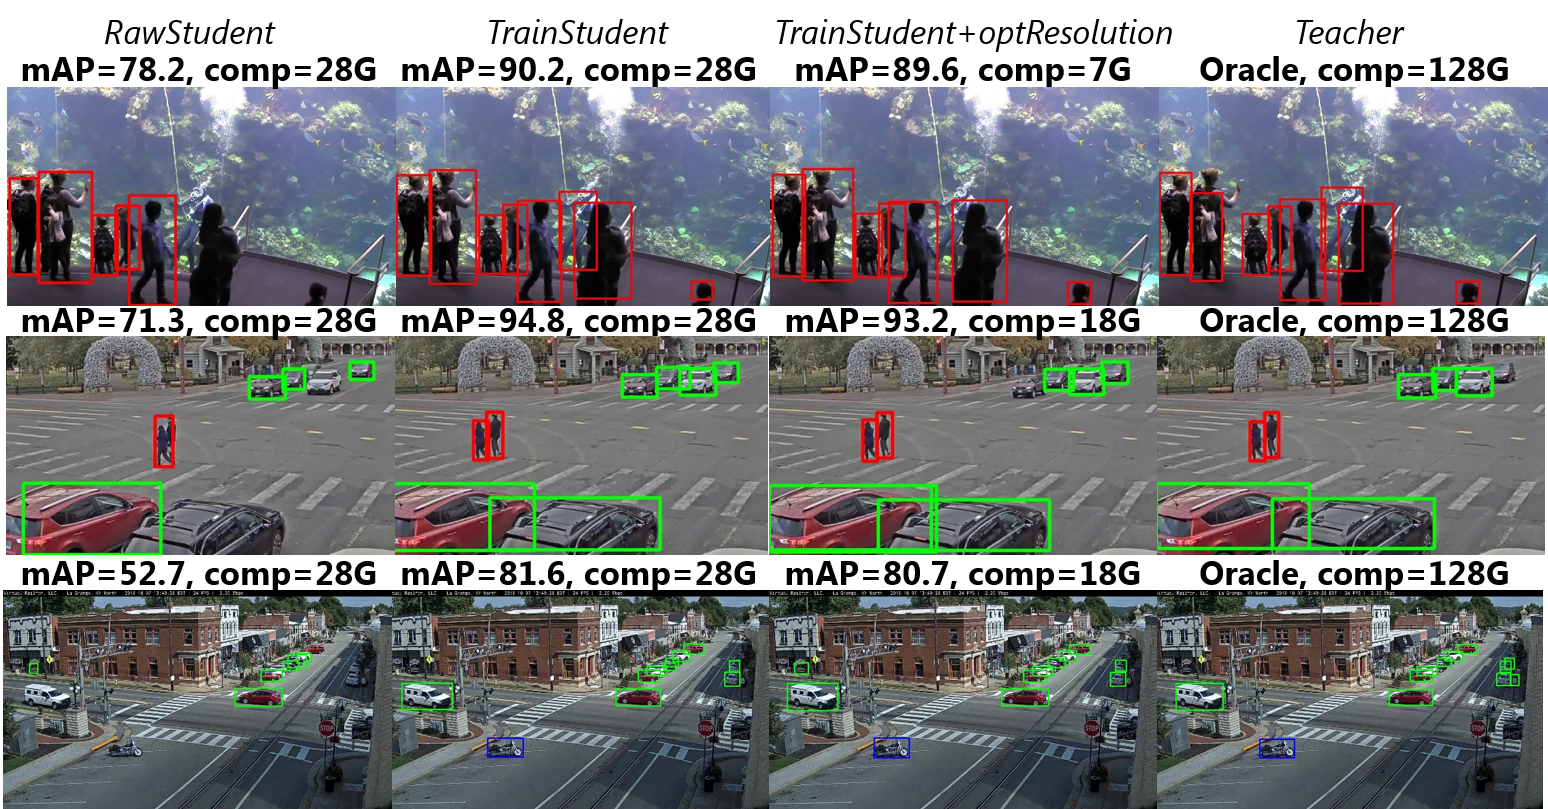 RawStudent TrainStudent TrainStudent+optResolution Teacher
mAP=78.2, comp=28G mAP=90.2, comp=28G mAP=89.6, comp=7G Oracle, comp=128G
mAP=71.3, comp=28G mAP=94.8, comp=28G mAP=93.2, comp=18G Oracle, comp=128G
mAP=52.7, comp=28G mAP=81.6, comp=28G mAP=80.7, comp=18G Oracle, comp=128G
STOP STOP STOP STOP